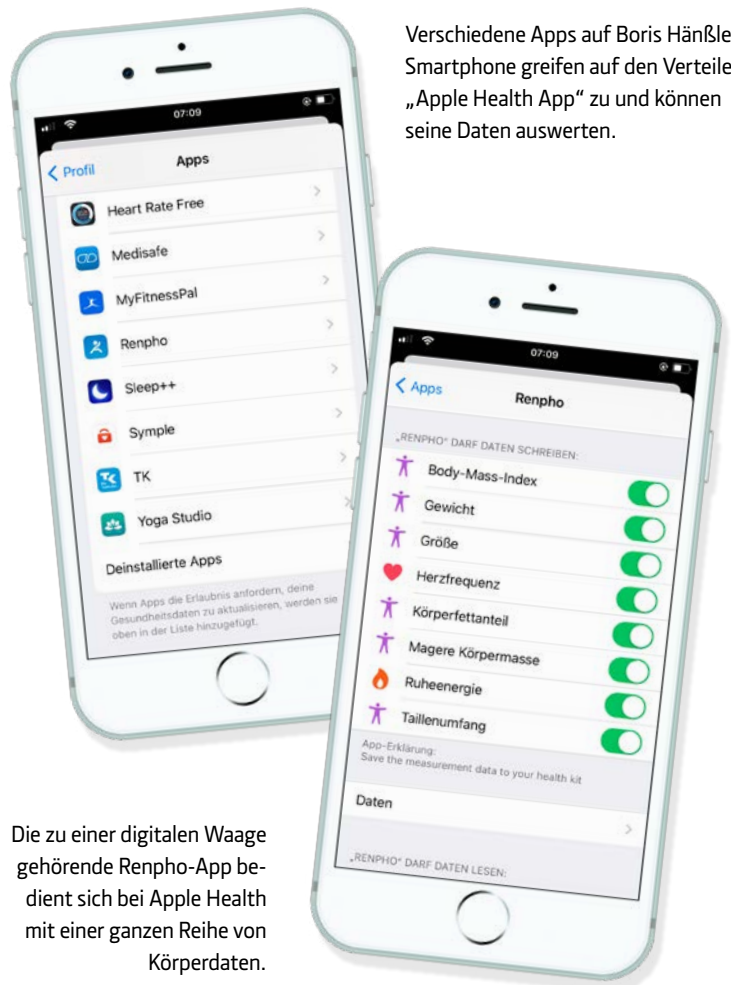 Verschiedene Apps auf Boris Hänßle
Smartphone greifen auf den Verteile
„Apple Health App“ zu und können
seine Daten auswerten.
07:09
Profil
Apps
Heart Rate Free
Medisafe
MyFitnessPal
Renpho
Sleep++
Symple
TK
Yoga Studio
Deinstallierte Apps
Wenn Apps die Erlaubnis anfordern, deine
Gesundheitsdaten zu aktualisieren, werden sie
oben in der Liste hinzugefügt.
07:09
Apps
Renpho
„RENPHO“ DARF DATEN SCHREIBEN:
Body-Mass-Index
Gewicht
Größe
Herzfrequenz
Körperfettanteil
Magere Körpermasse
Ruheenergie
Taillenumfang
App-Erklärung:
Save the measurement data to your health kit
Daten
„RENPHO“ DARF DATEN LESEN:
Die zu einer digitalen Waage
gehörende Renpho-App be-
dient sich bei Apple Health
mit einer ganzen Reihe von
Körperdaten.